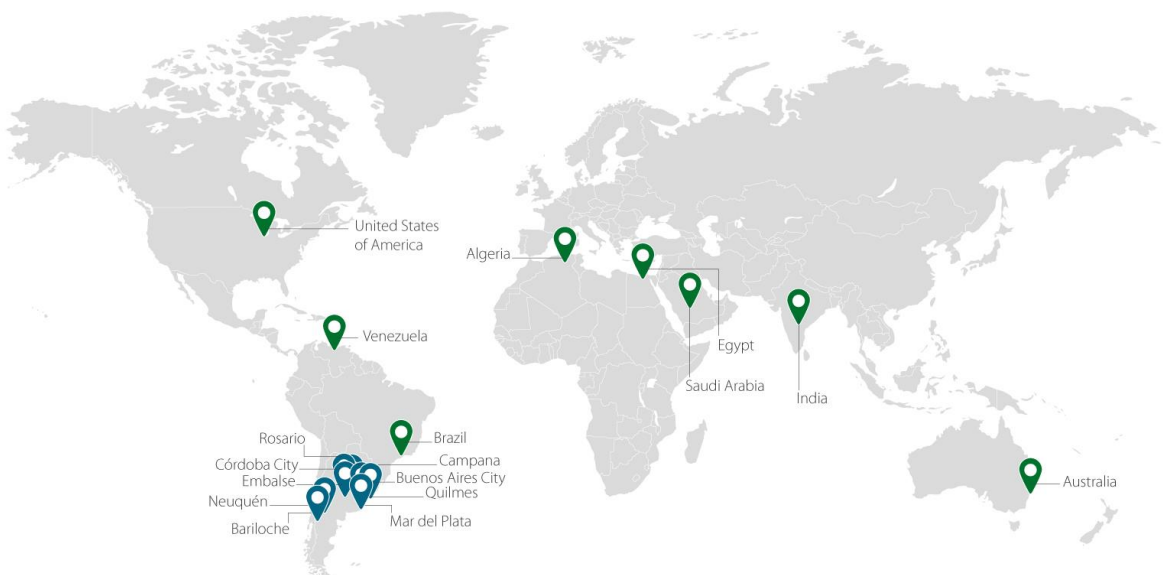 United States
of America
Algeria
Venezuela
Egypt
Saudi Arabia
India
Rosario
Brazil
Córdoba City
Campana
Embalse
Buenos Aires City
Neuquén
Quilmes
Bariloche
Mar del Plata
Australia